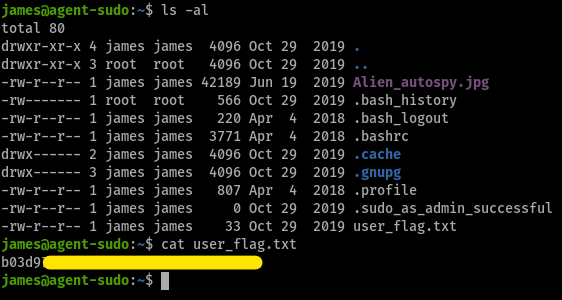 james@agent-sudo:~$ ls -al
total 80
drwxr-xr-x 4 james james  4096 Oct 29  2019 .
drwxr-xr-x 3 root  root   4096 Oct 29  2019 ..
-rw-r--r-- 1 james james 42189 Jun 19  2019 Alien_autospy.jpg
-rw------- 1 root  root    566 Oct 29  2019 .bash_history
-rw-r--r-- 1 james james   220 Apr  4  2018 .bash_logout
-rw-r--r-- 1 james james  3771 Apr  4  2018 .bashrc
drwx------ 2 james james  4096 Oct 29  2019 .cache
drwx------ 3 james james  4096 Oct 29  2019 .gnupg
-rw-r--r-- 1 james james   807 Apr  4  2018 .profile
-rw-r--r-- 1 james james     0 Oct 29  2019 .sudo_as_admin_successful
-rw-r--r-- 1 james james    33 Oct 29  2019 user_flag.txt
james@agent-sudo:~$ cat user_flag.txt
b03d9
james@agent-sudo:~$